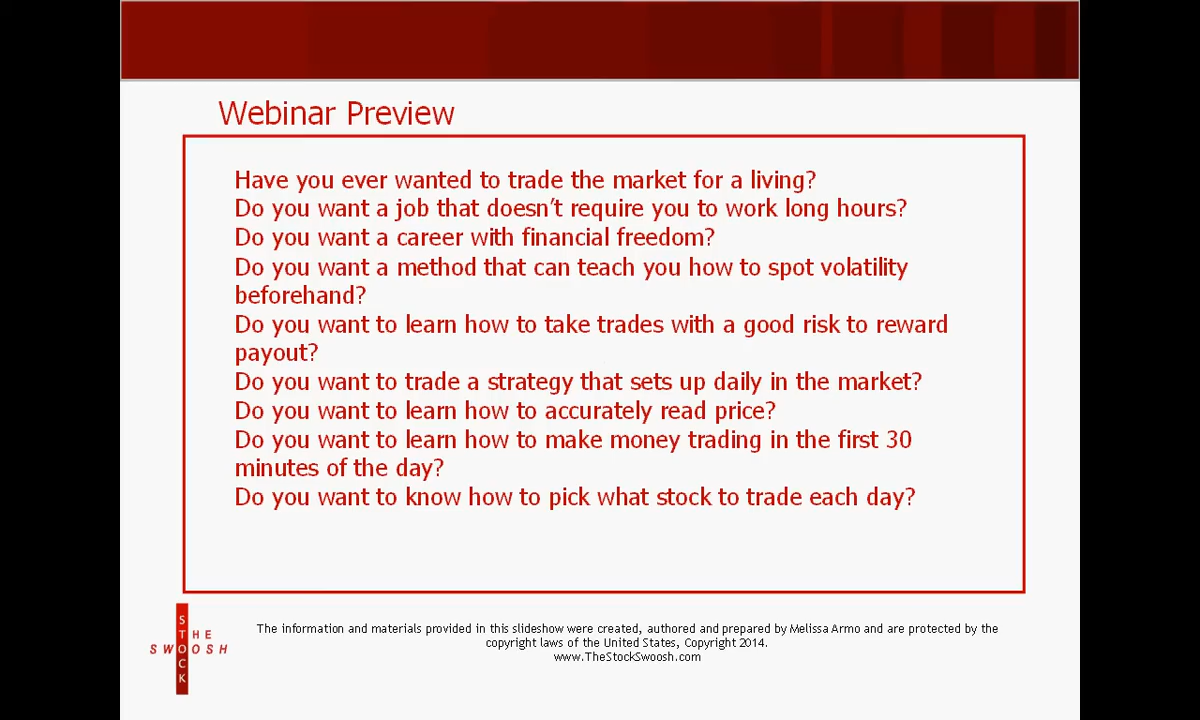 Webinar Preview
Have you ever wanted to trade the market for a living?
Do you want a job that doesn't require you to work long hours?
Do you want a career with financial freedom?
Do you want a method that can teach you how to spot volatility
beforehand?
Do you want to learn how to take trades with a good risk to reward
payout?
Do you want to trade a strategy that sets up daily in the market?
Do you want to learn how to accurately read price?
Do you want to learn how to make money trading in the first 30
minutes of the day?
Do you want to know how to pick what stock to trade each day?
THE
STOCK
SWOOSH
The information and materials provided in this slideshow were created, authored and prepared by Melissa Armo and are protected by the
copyright laws of the United States, Copyright 2014.
www.TheStockSwoosh.com